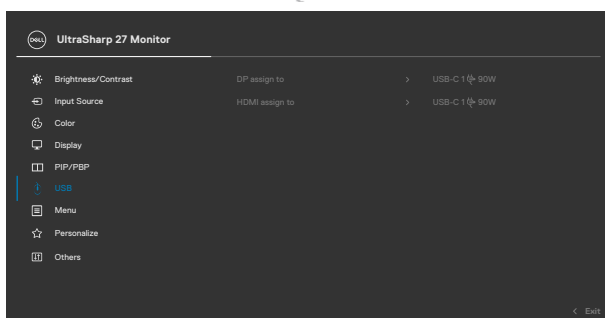 DELL UltraSharp 27 Monitor
Brightness/Contrast DP assign to > USB-C 1 90W
Input Source HDMI assign to > USB-C 1 90W
Color
Display
PIP/PBP
USB
Menu
Personalize
Others
< Exit